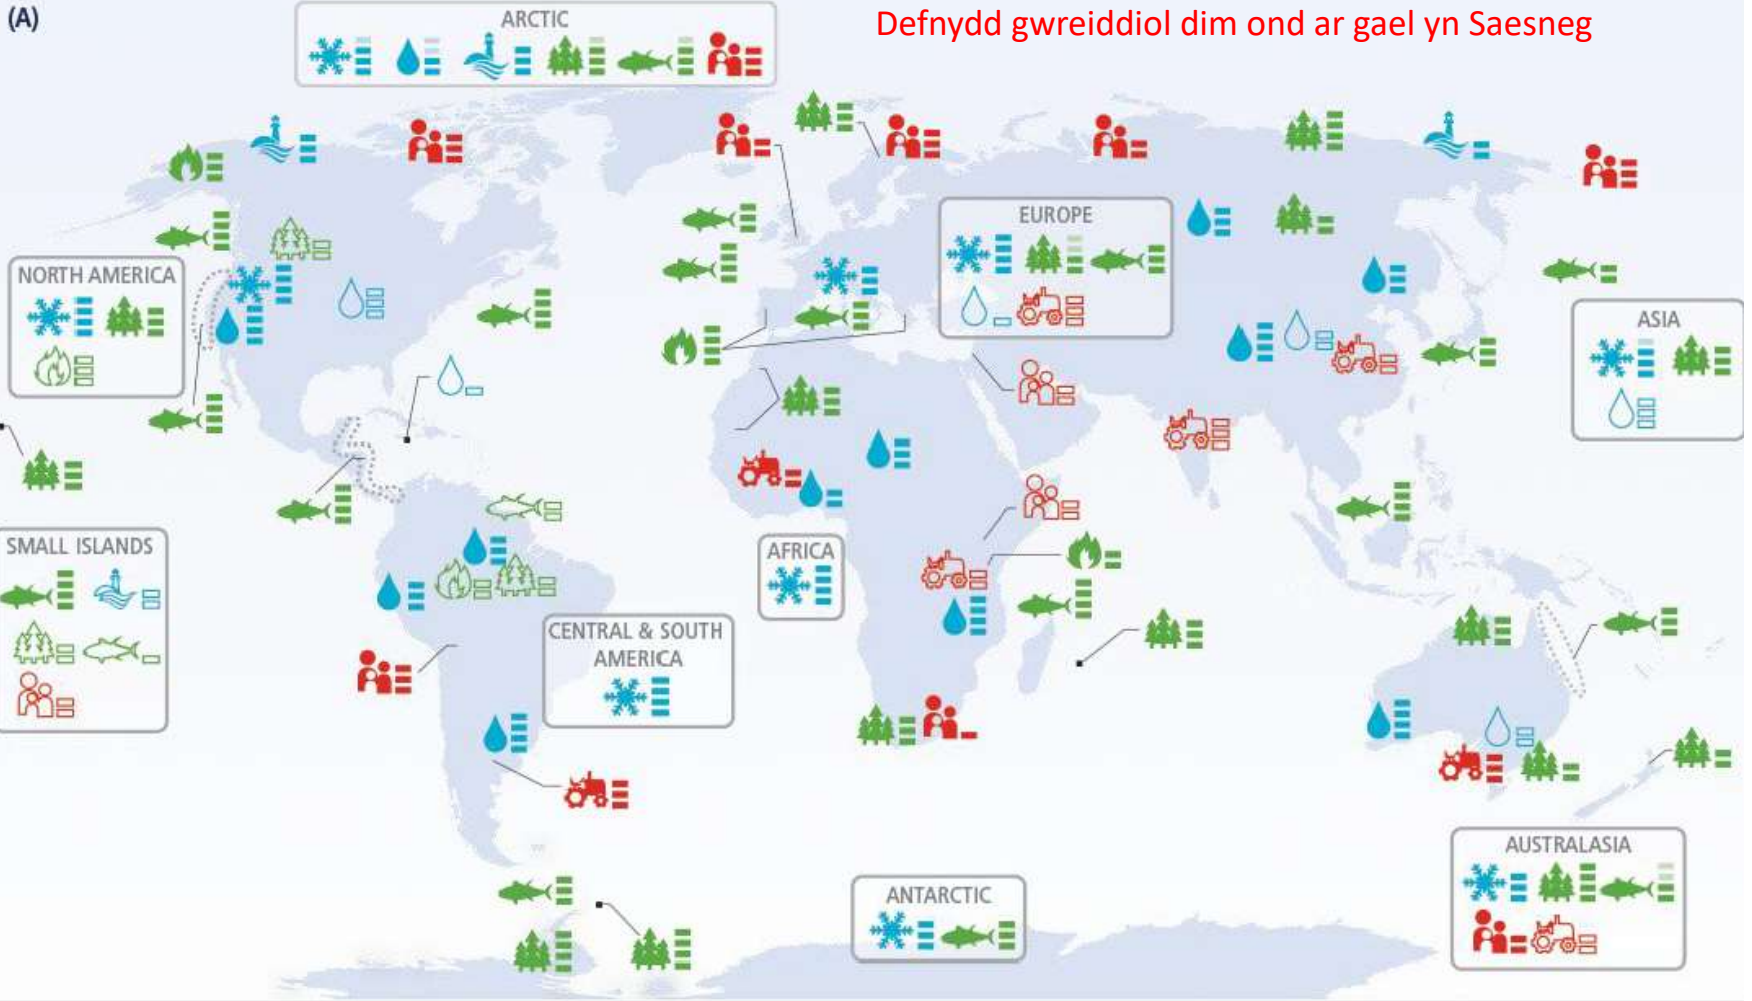 (A)
ARCTIC
Defnydd gwreiddiol dim ond ar gael yn Saesneg
EUROPE
NORTH AMERICA
ASIA
SMALL ISLANDS
AFRICA
CENTRAL & SOUTH
AMERICA
AUSTRALASIA
ANTARCTIC